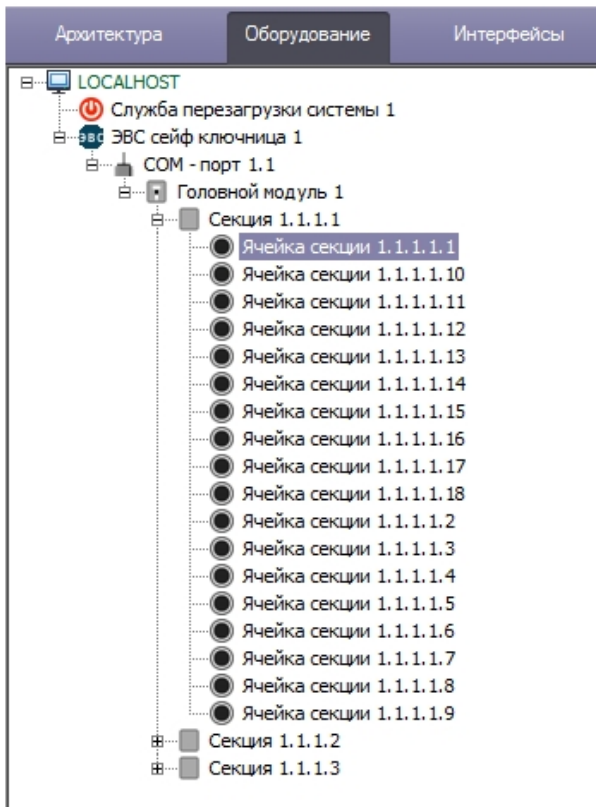 Архитектура Оборудование Интерфейсы
LOCALHOST
Служба перезагрузки системы 1
ЭВС ЭВС сейф ключница 1
COM - порт 1.1
Головной модуль 1
Секция 1.1.1.1
Ячейка секции 1.1.1.1.1
Ячейка секции 1.1.1.1.10
Ячейка секции 1.1.1.1.11
Ячейка секции 1.1.1.1.12
Ячейка секции 1.1.1.1.13
Ячейка секции 1.1.1.1.14
Ячейка секции 1.1.1.1.15
Ячейка секции 1.1.1.1.16
Ячейка секции 1.1.1.1.17
Ячейка секции 1.1.1.1.18
Ячейка секции 1.1.1.1.2
Ячейка секции 1.1.1.1.3
Ячейка секции 1.1.1.1.4
Ячейка секции 1.1.1.1.5
Ячейка секции 1.1.1.1.6
Ячейка секции 1.1.1.1.7
Ячейка секции 1.1.1.1.8
Ячейка секции 1.1.1.1.9
Секция 1.1.1.2
Секция 1.1.1.3